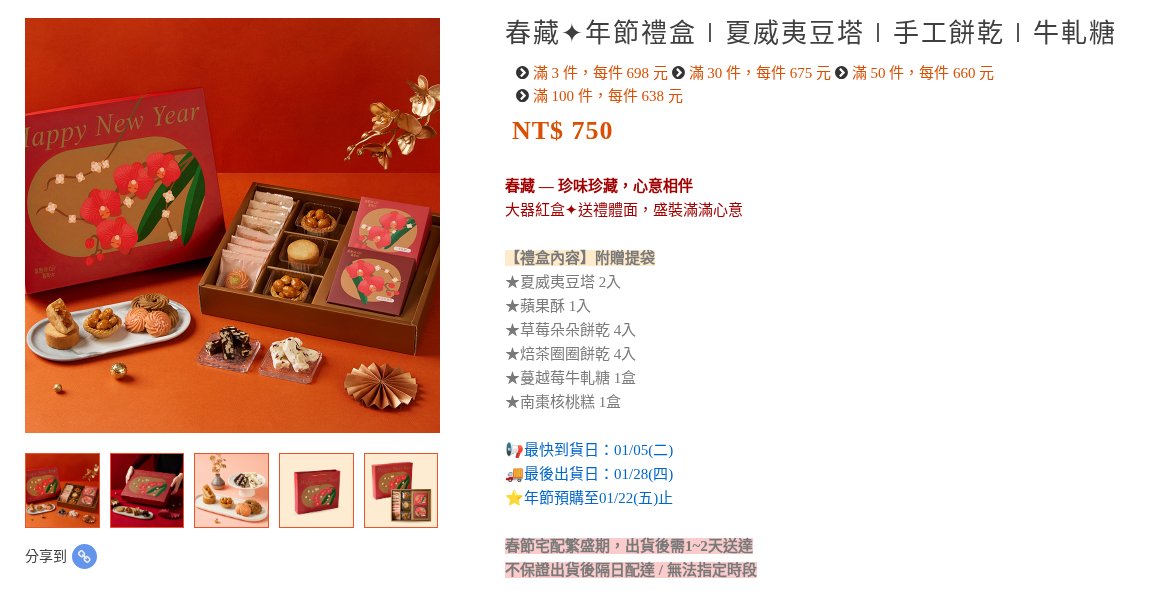 春藏✦年節禮盒∣夏威夷豆塔∣手工餅乾∣牛軋糖
滿 3 件，每件 698 元 滿 30 件，每件 675 元 滿 50 件，每件 660 元
滿 100 件，每件 638 元
NT$ 750
春藏 — 珍味珍藏，心意相伴
大器紅盒✦送禮體面，盛裝滿滿心意
【禮盒內容】附贈提袋
★夏威夷豆塔 2入
★蘋果酥 1入
★草莓朵朵餅乾 4入
★焙茶圈圈餅乾 4入
★蔓越莓牛軋糖 1盒
★南棗核桃糕 1盒
📢最快到貨日：01/05(二)
🚚最後出貨日：01/28(四)
⭐年節預購至01/22(五)止
春節宅配繁盛期，出貨後需1~2天送達
不保證出貨後隔日配達 / 無法指定時段
Happy New Year
分享到